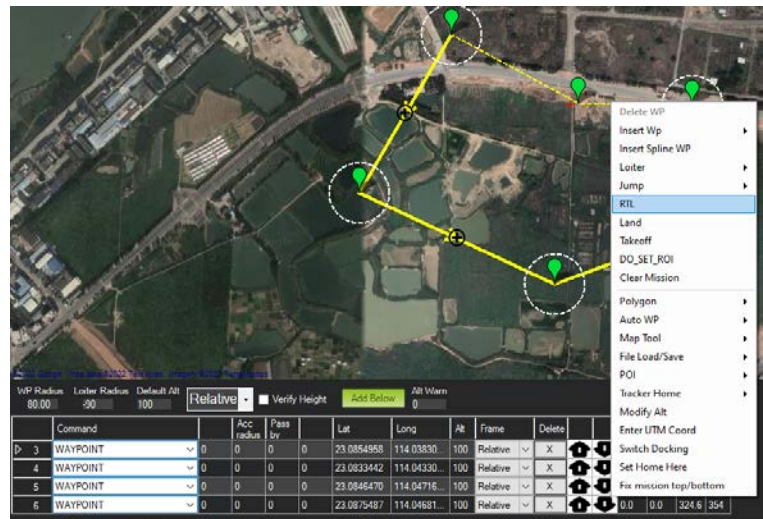 Delete WP
Insert Wp
Insert Spline WP
Loiter
Jump
RTL
Land
Takeoff
DO_SET_ROI
Clear Mission
Polygon
Auto WP
Map Tool
File Load/Save
POI
Tracker Home
Modify Alt
Enter UTM Coord
Switch Docking
Set Home Here
Fix mission top/bottom
WP Radius Loiter Radius Default Alt Alt Warn
80.00 -90 100 Relative Verify Height Add Below 0
Command Acc radius Pass by Lat Long Alt Frame Delete
3 WAYPOINT 0 0 0 0 23.0854958 114.03830... 100 Relative X
4 WAYPOINT 0 0 0 0 23.0833442 114.04330... 100 Relative X
5 WAYPOINT 0 0 0 0 23.0846470 114.04716... 100 Relative X
6 WAYPOINT 0 0 0 0 23.0875487 114.04681... 100 Relative X 0.0 0.0 324.6 354